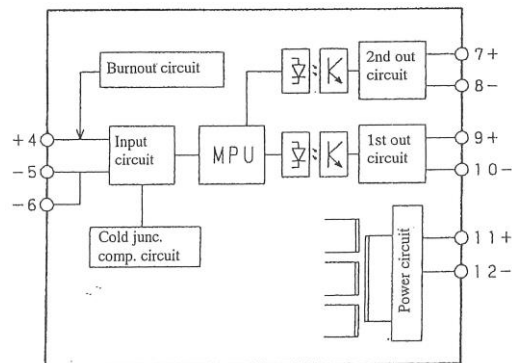 Burnout circuit
2nd out
circuit
7+
8-
+4
-5
-6
Input
circuit
MPU
1st out
circuit
9+
10-
Cold junc.
comp. circuit
Power circuit
11+
12-